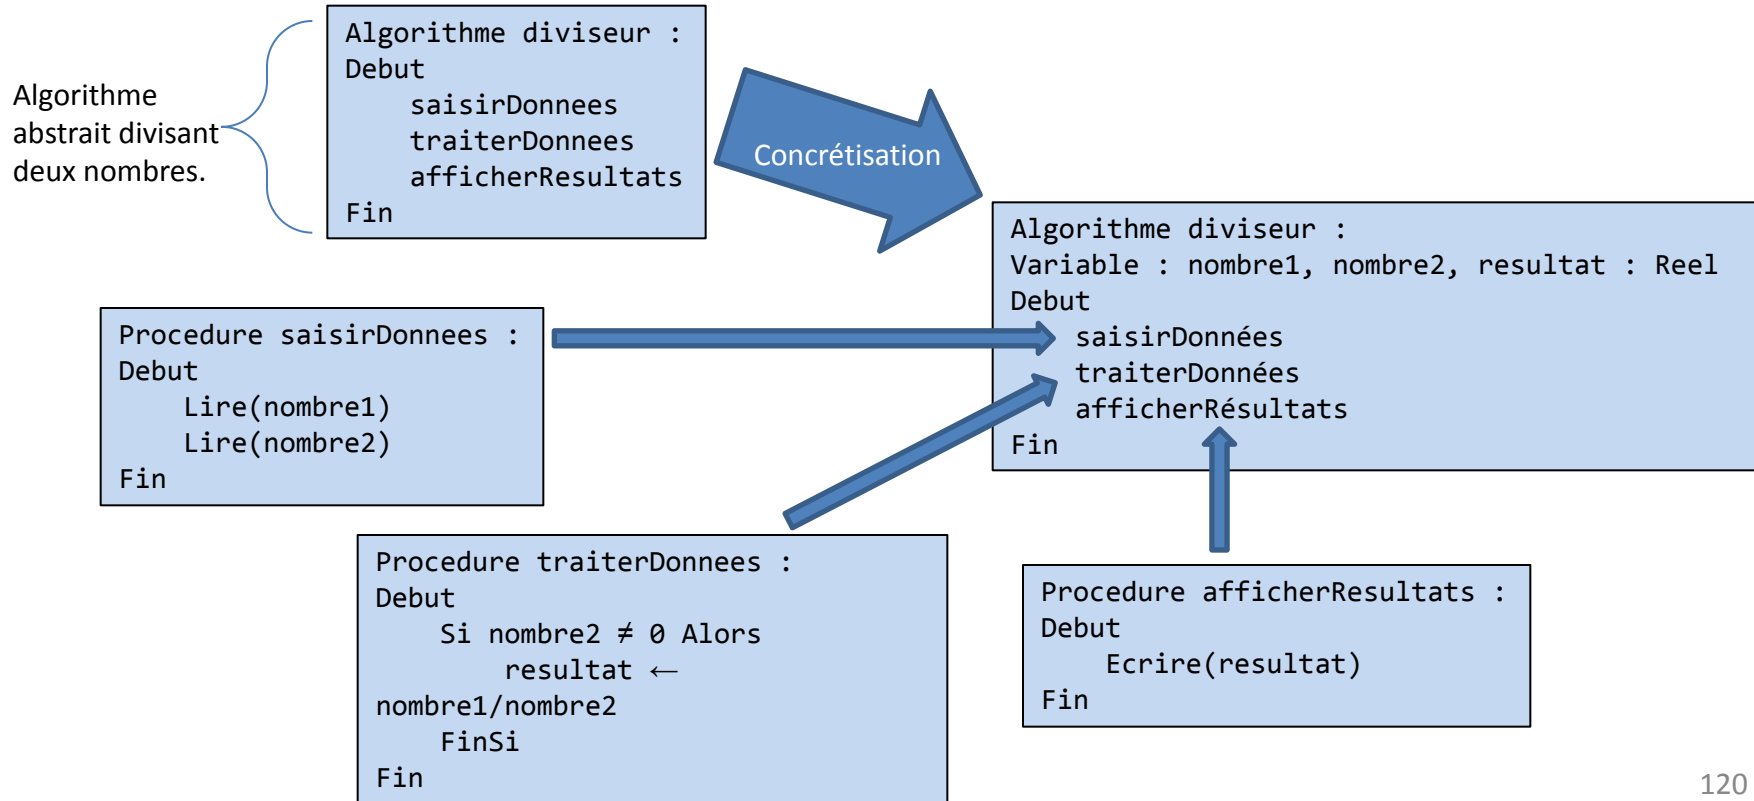 Algorithme
abstrait divisant
deux nombres.
Algorithme diviseur :
Debut
    saisirDonnees
    traiterDonnees
    afficherResultats
Fin
Concrétisation
Algorithme diviseur :
Variable : nombre1, nombre2, resultat : Reel
Debut
    saisirDonnées
    traiterDonnées
    afficherRésultats
Fin
Procedure saisirDonnees :
Debut
    Lire(nombre1)
    Lire(nombre2)
Fin
Procedure traiterDonnees :
Debut
    Si nombre2 ≠ 0 Alors
        resultat ←
nombre1/nombre2
    FinSi
Fin
Procedure afficherResultats :
Debut
    Ecrire(resultat)
Fin
120